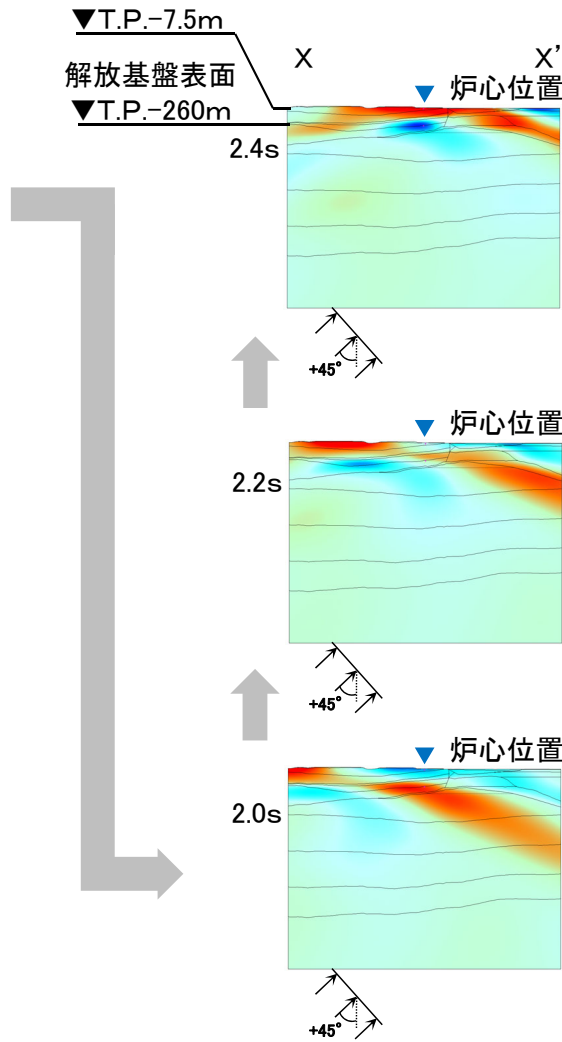 ▼T.P.-7.5m
X X'
解放基盤表面
▼ 炉心位置
▼T.P.-260m
2.4s
+45°
▼ 炉心位置
2.2s
+45°
▼ 炉心位置
2.0s
+45°